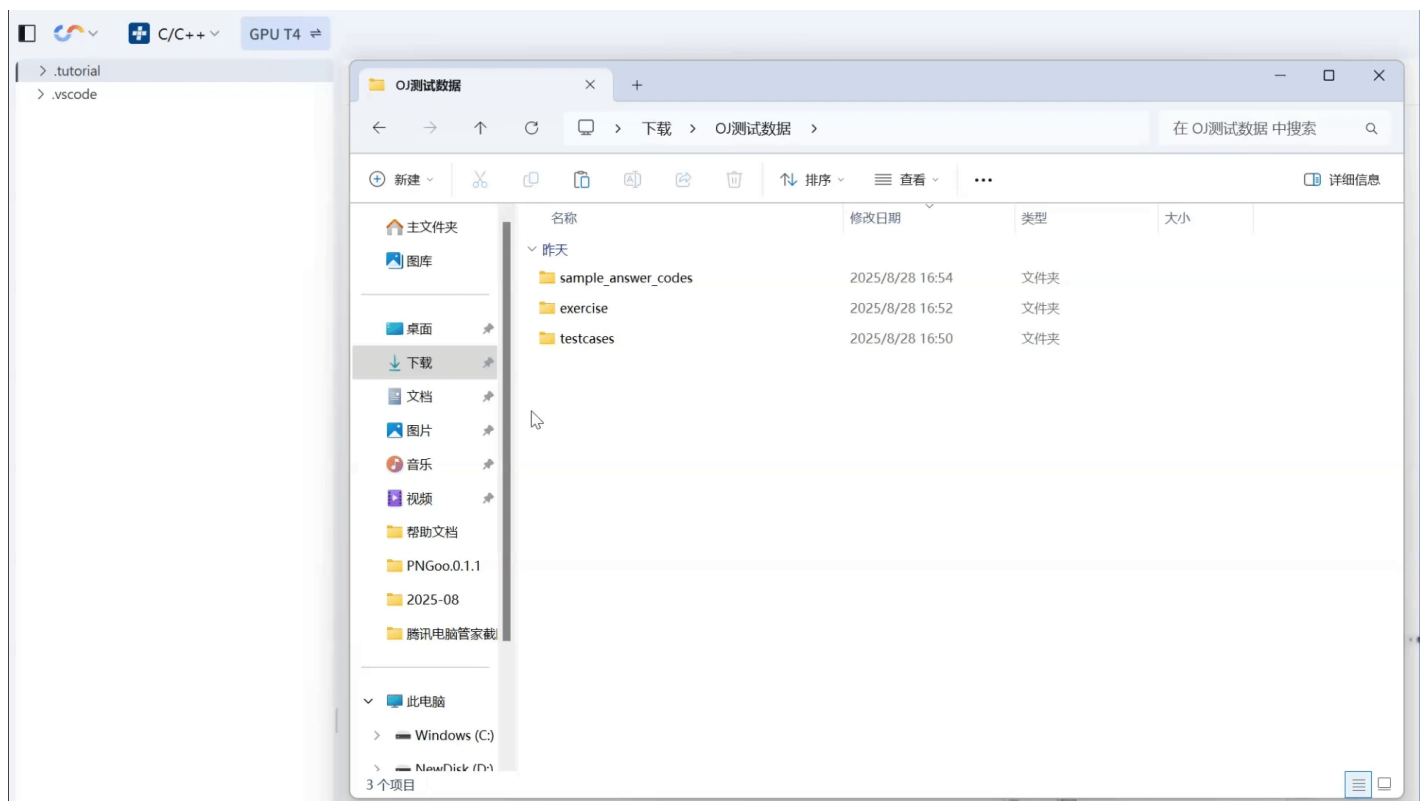 C/C++
GPU T4
.tutorial
.vscode
OJ测试数据
下载
OJ测试数据
在 OJ测试数据 中搜索
新建
排序
查看
详细信息
主文件夹
图库
桌面
下载
文档
图片
音乐
视频
帮助文档
PNGoo.0.1.1
2025-08
腾讯电脑管家截
此电脑
Windows (C:)
NewDisk (D:)
名称 修改日期 类型 大小
昨天
sample_answer_codes 2025/8/28 16:54 文件夹
exercise 2025/8/28 16:52 文件夹
testcases 2025/8/28 16:50 文件夹
3 个项目